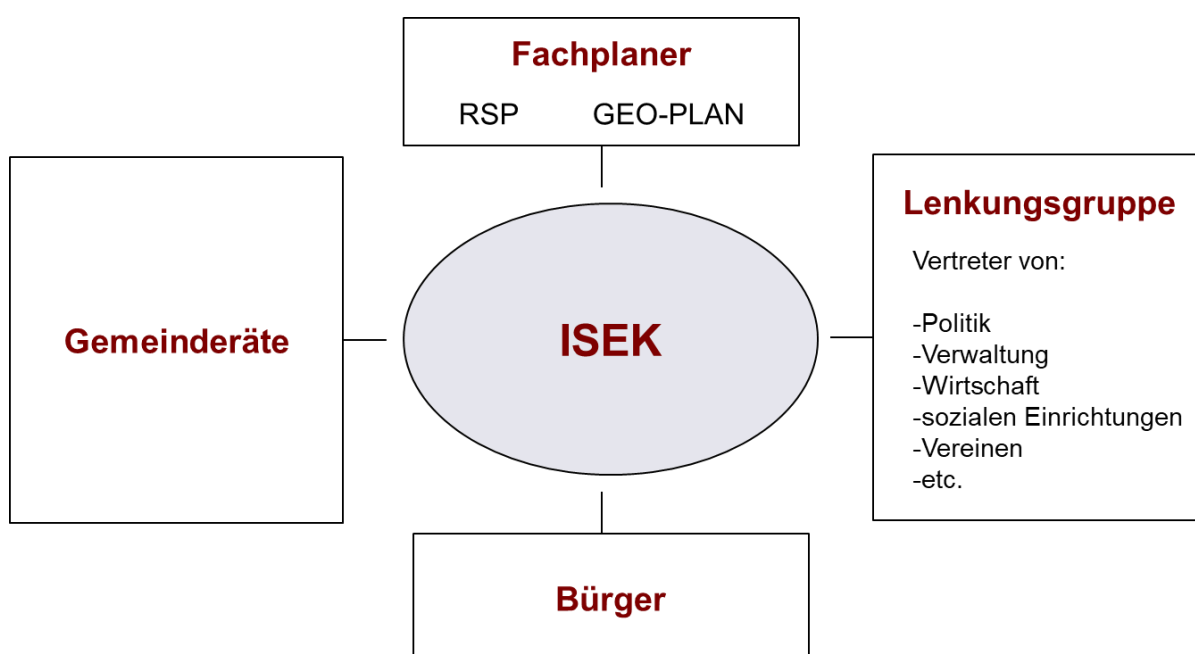 Fachplaner
RSP GEO-PLAN
Gemeinderäte
ISEK
Lenkungsgruppe
Vertreter von:
-Politik
-Verwaltung
-Wirtschaft
-sozialen Einrichtungen
-Vereinen
-etc.
Bürger